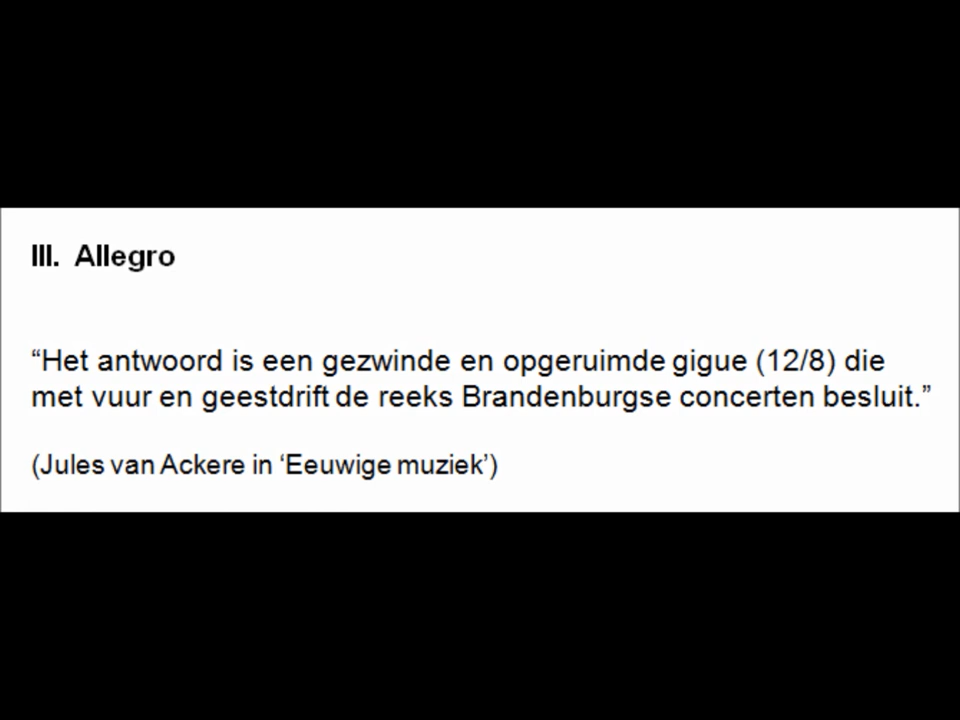 III. Allegro
“Het antwoord is een gezwinde en opgeruimde gigue (12/8) die
met vuur en geestdrift de reeks Brandenburgse concerten besluit.”
(Jules van Ackere in ‘Eeuwige muziek’)